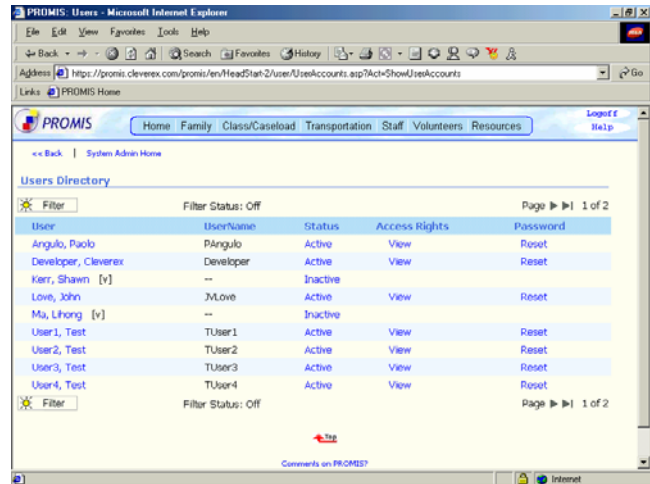 PROMIS: Users - Microsoft Internet Explorer
File Edit View Favorites Tools Help
Back Search Favorites History
Address https://promis.cleverex.com/promis/en/HeadStart-2/user/UserAccounts.asp?Act=ShowUserAccounts Go
Links PROMIS Home
PROMIS Home Family Class/Caseload Transportation Staff Volunteers Resources Logoff
Help
<< Back | System Admin Home
Users Directory
Filter Filter Status: Off Page 1 of 2
User UserName Status Access Rights Password
Angulo, Paolo PAngulo Active View Reset
Developer, Cleverex Developer Active View Reset
Kerr, Shawn [v] -- Inactive
Love, John JVLove Active View Reset
Ma, Lihong [v] -- Inactive
User1, Test TUser1 Active View Reset
User2, Test TUser2 Active View Reset
User3, Test TUser3 Active View Reset
User4, Test TUser4 Active View Reset
Filter Filter Status: Off Page 1 of 2
Top
Comments on PROMIS?
Internet